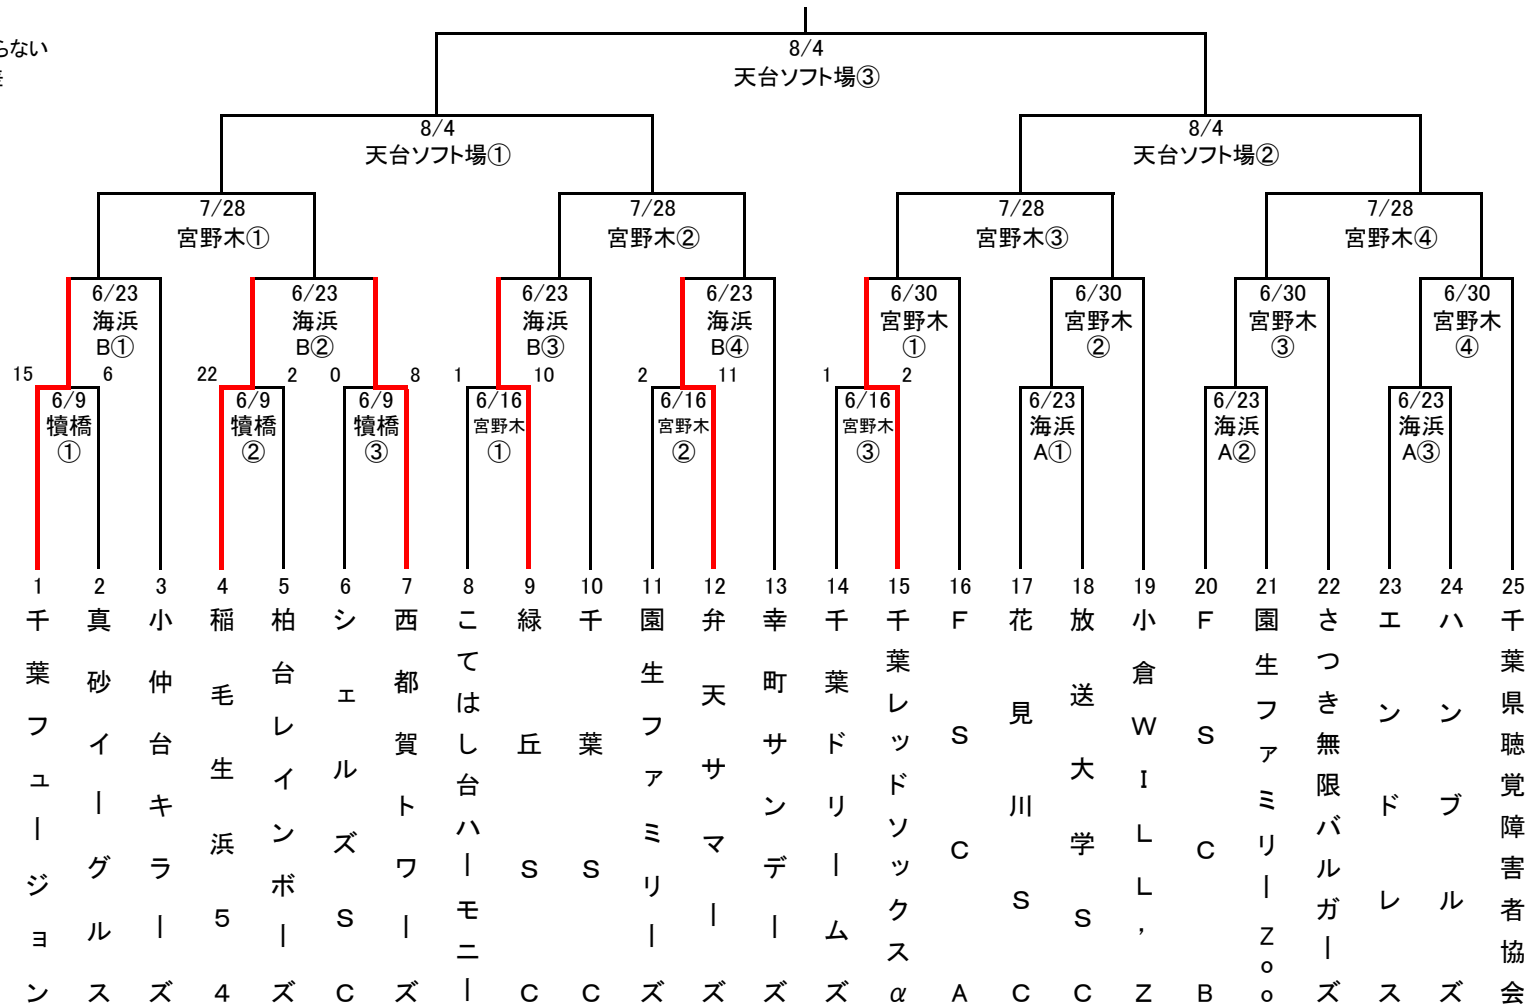 らない
8/4
天台ソフト場③
8/4
天台ソフト場①
8/4
天台ソフト場②
7/28
宮野木①
7/28
宮野木②
7/28
宮野木③
7/28
宮野木④
6/23
海浜
B①
6/23
海浜
B②
6/23
海浜
B③
6/23
海浜
B④
6/30
宮野木
①
6/30
宮野木
②
6/30
宮野木
③
6/30
宮野木
④
15 6 22 2 0 8 1 10 2 11 1 2
6/9
犢橋
①
6/9
犢橋
②
6/9
犢橋
③
6/16
宮野木
①
6/16
宮野木
②
6/16
宮野木
③
6/23
海浜
A①
6/23
海浜
A②
6/23
海浜
A③
1
千葉フュージョン
2
真砂イーグルス
3
小仲台キラーズ
4
稲毛生浜54
5
柏台レインボーズ
6
シェルズSC
7
西都賀トワーズ
8
こてはし台ハーモニー
9
緑丘SC
10
千葉SC
11
園生ファミリーズ
12
弁天サマーズ
13
幸町サンデーズ
14
千葉ドリームズ
15
千葉レッドソックスα
16
FSCA
17
花見川SC
18
放送大学SC
19
小倉WILL,Z
20
FSCB
21
園生ファミリーZoo
22
さつき無限バルガーズ
23
エンドレス
24
ハンブルズ
25
千葉県聴覚障害者協会